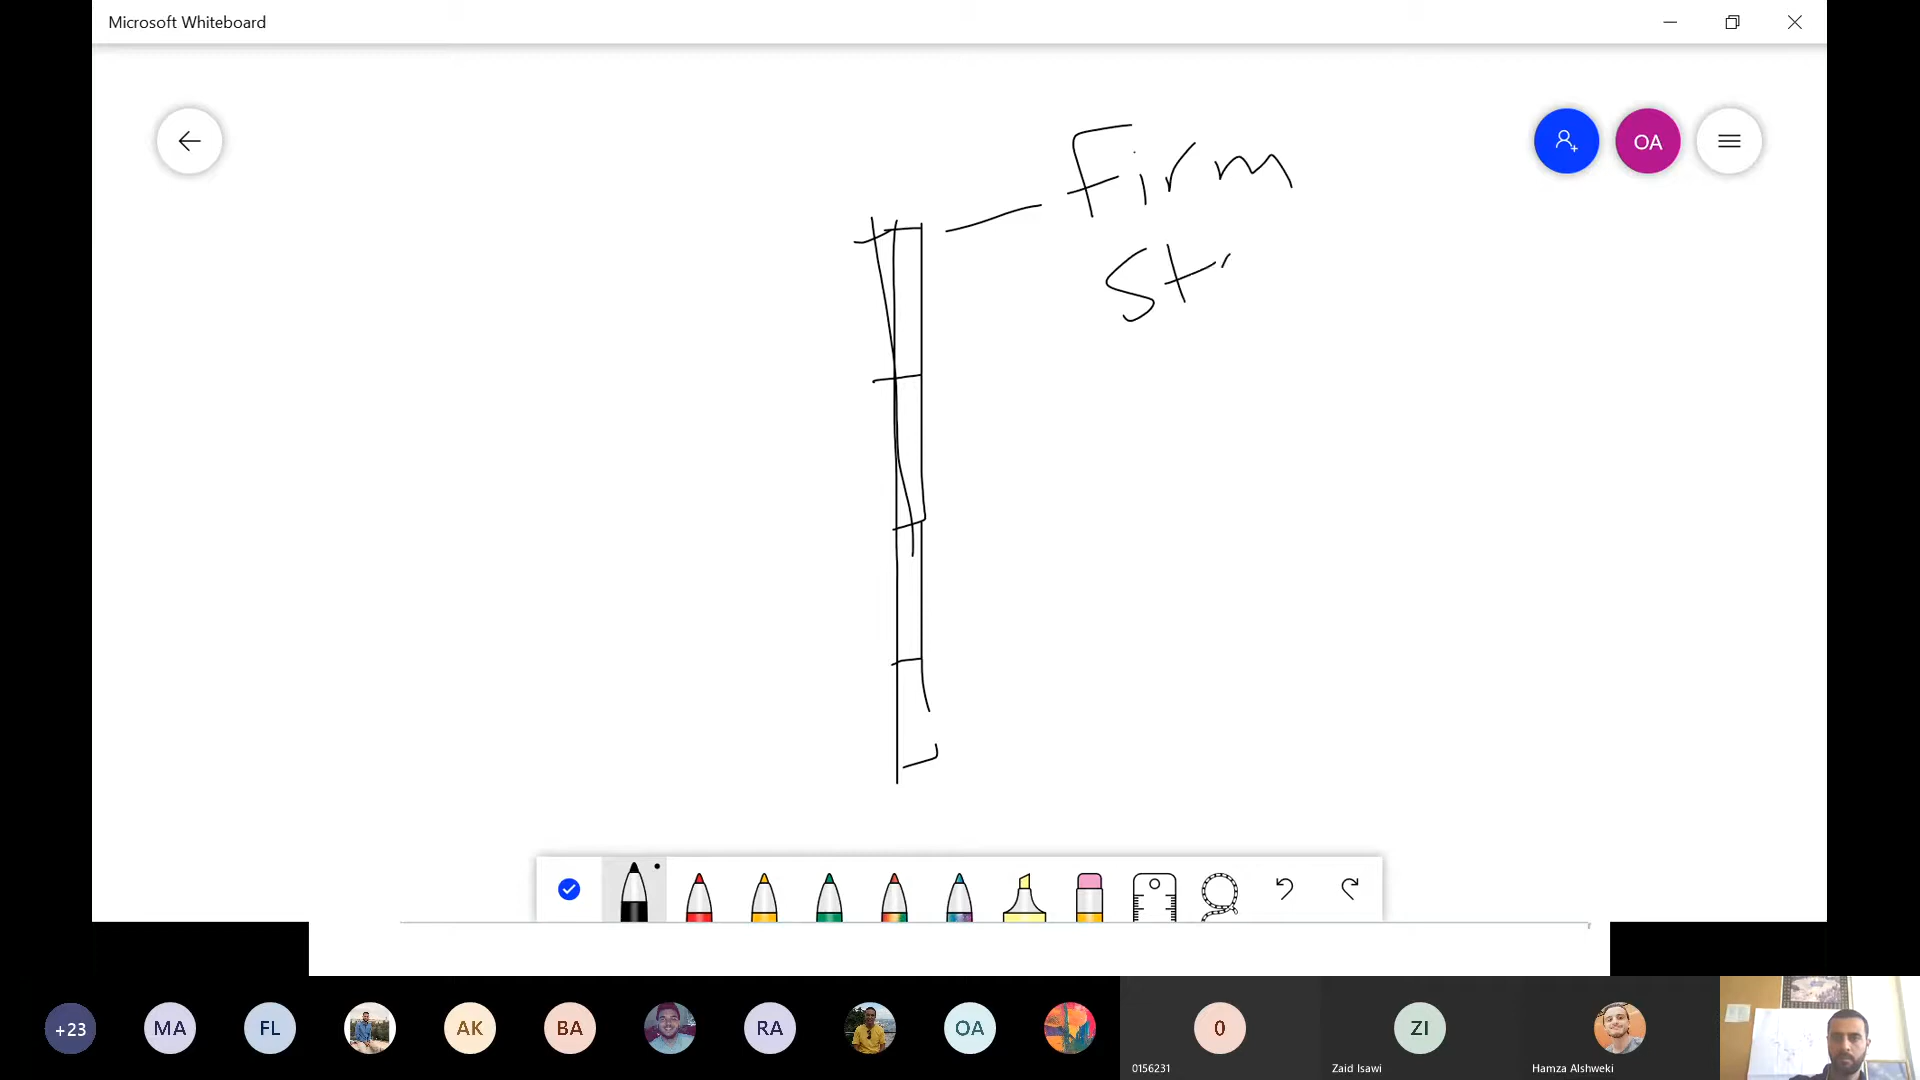 Microsoft Whiteboard
Firm
St
OA
+23
MA
FL
AK
BA
RA
OA
0
ZI
0156231
Zaid Isawi
Hamza Alshweki